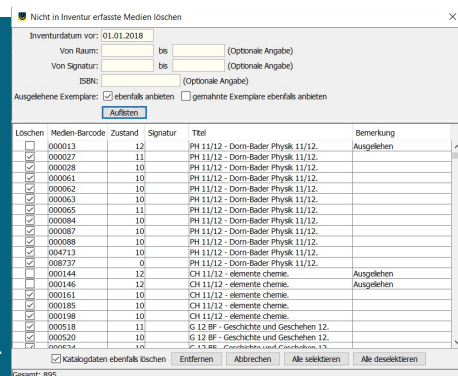 Nicht in Inventur erfasste Medien löschen
Inventurdatum vor: 01.01.2018
Von Raum: bis (Optionale Angabe)
Von Signatur: bis (Optionale Angabe)
ISBN: (Optionale Angabe)
Ausgeliehene Exemplare: ebenfalls anbieten gemahnte Exemplare ebenfalls anbieten
Auflisten
Löschen Medien-Barcode Zustand Signatur Titel Bemerkung
000013 12 PH 11/12 - Dorn-Bader Physik 11/12. Ausgeliehen
000027 11 PH 11/12 - Dorn-Bader Physik 11/12.
000028 10 PH 11/12 - Dorn-Bader Physik 11/12.
000061 10 PH 11/12 - Dorn-Bader Physik 11/12.
000062 10 PH 11/12 - Dorn-Bader Physik 11/12.
000063 10 PH 11/12 - Dorn-Bader Physik 11/12.
000065 11 PH 11/12 - Dorn-Bader Physik 11/12.
000084 10 PH 11/12 - Dorn-Bader Physik 11/12.
000087 10 PH 11/12 - Dorn-Bader Physik 11/12.
000088 10 PH 11/12 - Dorn-Bader Physik 11/12.
004713 10 PH 11/12 - Dorn-Bader Physik 11/12.
008737 0 PH 11/12 - Dorn-Bader Physik 11/12.
000144 12 CH 11/12 - elemente chemie. Ausgeliehen
000146 12 CH 11/12 - elemente chemie. Ausgeliehen
000161 10 CH 11/12 - elemente chemie.
000185 10 CH 11/12 - elemente chemie.
000198 10 CH 11/12 - elemente chemie.
000518 11 G 12 BF - Geschichte und Geschehen 12.
000520 10 G 12 BF - Geschichte und Geschehen 12.
000524 10 G 12 BF - Geschichte und Geschehen 12.
Katalogdaten ebenfalls löschen Entfernen Abbrechen Alle selektieren Alle deselektieren
Gesamt: 895